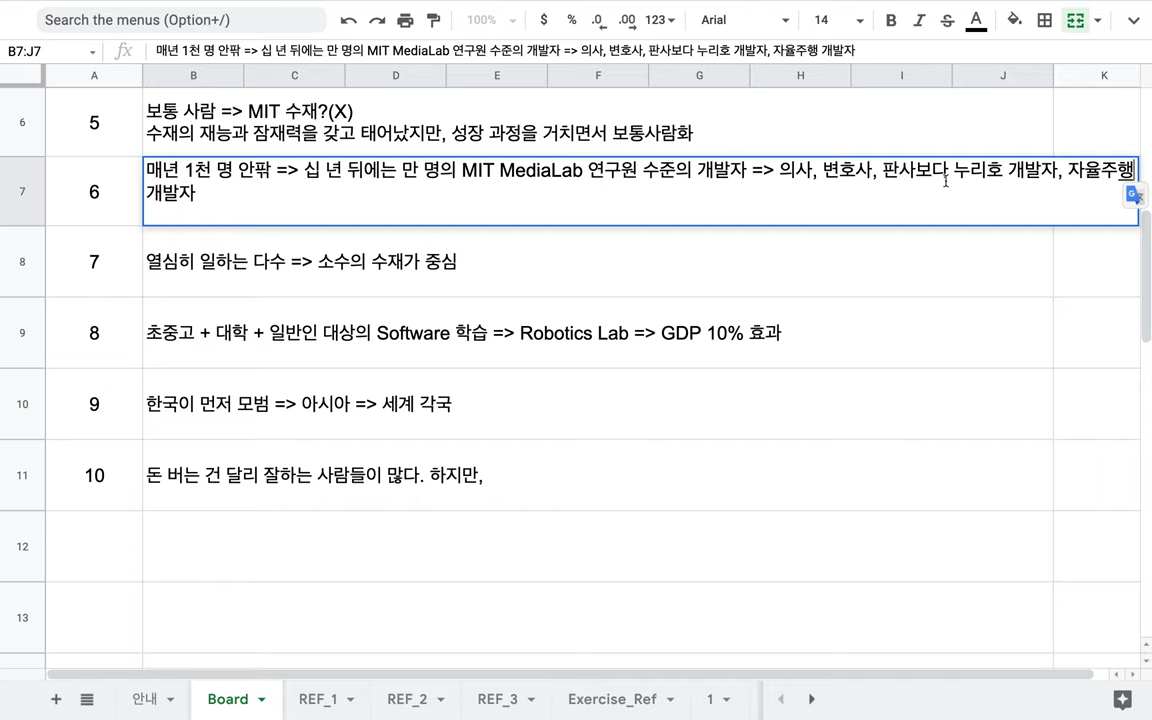 Search the menus (Option+/)
100%
$ % .0 .00 123
Arial
14
B I S A
B7:J7
fx
매년 1천 명 안팎 => 십 년 뒤에는 만 명의 MIT MediaLab 연구원 수준의 개발자 => 의사, 변호사, 판사보다 누리호 개발자, 자율주행 개발자
A B C D E F G H I J K
6
5
보통 사람 => MIT 수재?(X)
수재의 재능과 잠재력을 갖고 태어났지만, 성장 과정을 거치면서 보통사람화
7
6
매년 1천 명 안팎 => 십 년 뒤에는 만 명의 MIT MediaLab 연구원 수준의 개발자 => 의사, 변호사, 판사보다 누리호 개발자, 자율주행
개발자
8
7
열심히 일하는 다수 => 소수의 수재가 중심
9
8
초중고 + 대학 + 일반인 대상의 Software 학습 => Robotics Lab => GDP 10% 효과
10
9
한국이 먼저 모범 => 아시아 => 세계 각국
11
10
돈 버는 건 달리 잘하는 사람들이 많다. 하지만,
12
13
안내 Board REF_1 REF_2 REF_3 Exercise_Ref 1